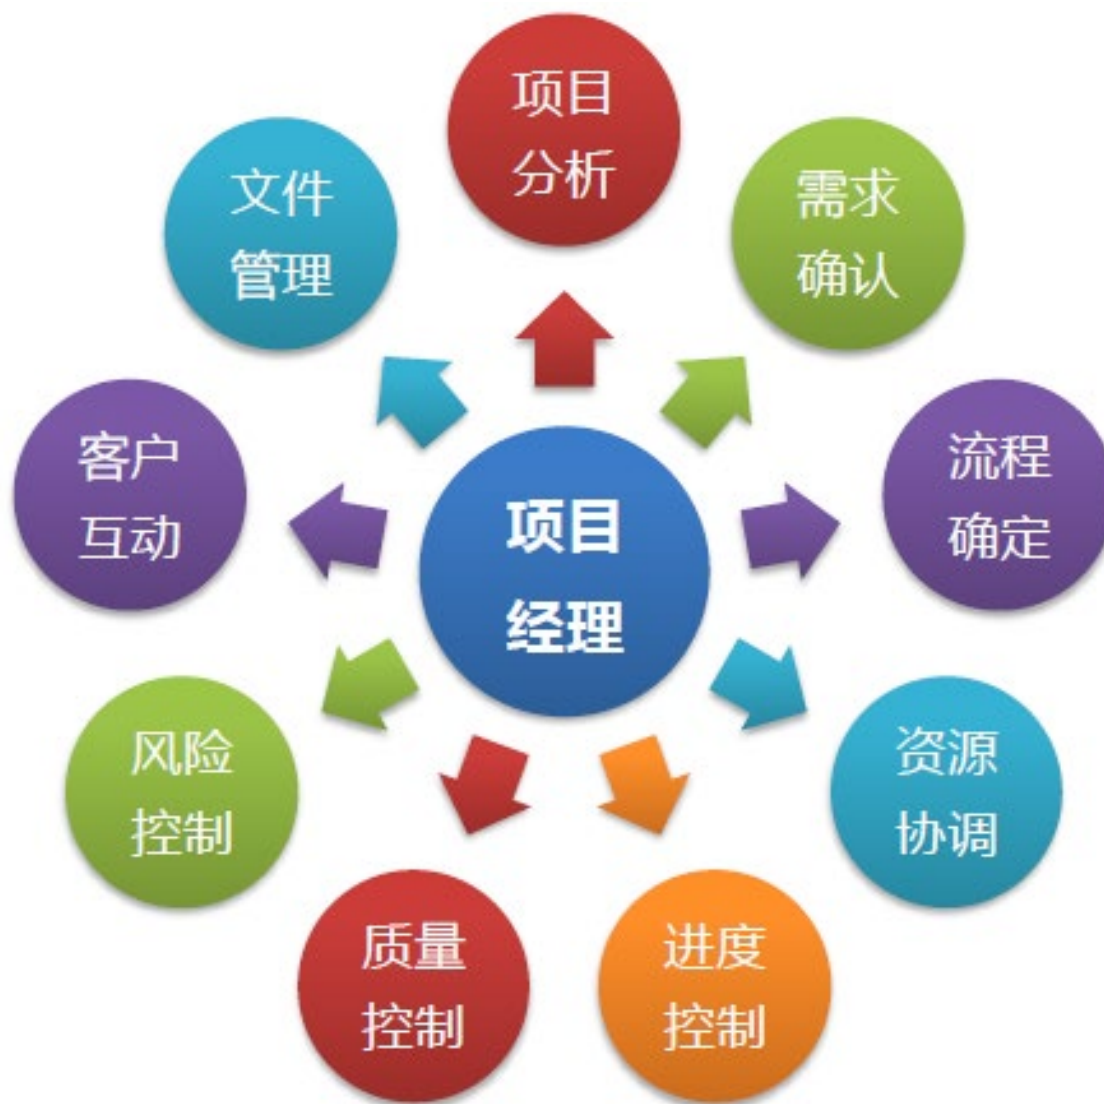 项目
分析
需求
确认
流程
确定
资源
协调
进度
控制
质量
控制
风险
控制
客户
互动
文件
管理
项目
经理